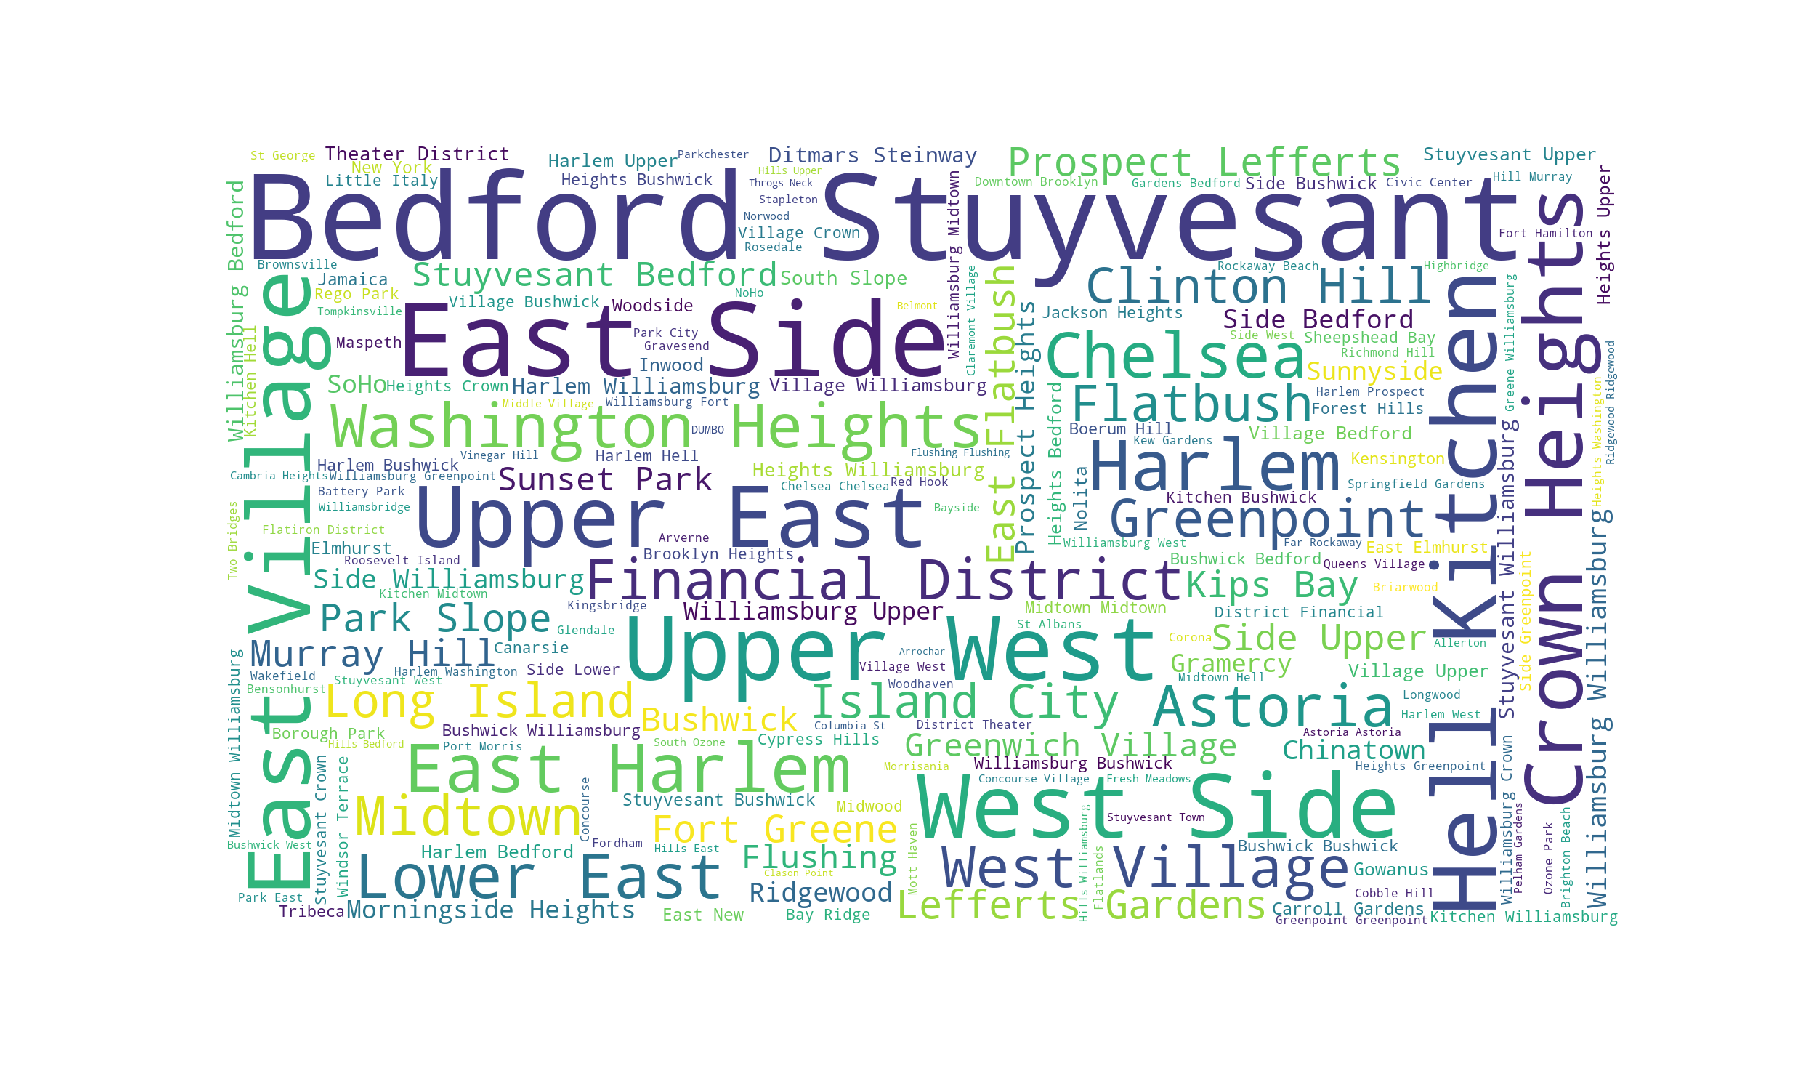 St George
Theater District
New York
Little Italy
Harlem Upper
Heights Bushwick
Parkchester
Ditmars Steinway
Hills Upper
Throgs Neck
Stapleton
Norwood
Village Crown
Rosedale
Prospect Lefferts
Downtown Brooklyn
Gardens Bedford
Side Bushwick
Civic Center
Stuyvesant Upper
Hill Murray
Fort Hamilton
Heights Upper
Bedford Stuyvesant
Williamsburg Bedford
Williamsburg Midtown
Brownsville
Jamaica
Rego Park
Tompkinsville
Stuyvesant Bedford
South Slope
Village Bushwick
Woodside
NoHo
Belmont
Claremont Village
East Flatbush
Prospect Heights
Clinton Hill
Rockaway Beach
Highbridge
Jackson Heights
Side Bedford
Side West
Sheepshead Bay
Richmond Hill
Greene Williamsburg
East Side
Park City
Gravesend
Inwood
Maspeth
Kitchen Hell
East Village
SoHo
Heights Crown
Harlem Williamsburg
Village Williamsburg
Chelsea
Sunnyside
Harlem Prospect
Forest Hills
Flatbush
Middle Village
Williamsburg Fort
Washington Heights
DUMBO
Boerum Hill
Kew Gardens
Village Bedford
Heights Bedford
Hell Kitchen
Crown Heights
Heights Washington
Ridgewood Ridgewood
Vinegar Hill
Harlem Hell
Flushing Flushing
Harlem Bushwick
Cambria Heights
Williamsburg Greenpoint
Sunset Park
Heights Williamsburg
Chelsea Chelsea
Red Hook
Harlem
Kensington
Springfield Gardens
Nolita
Kitchen Bushwick
Battery Park
Williamsbridge
Upper East
Bayside
Greenpoint
Two Bridges
Flatiron District
Elmhurst
Roosevelt Island
Arverne
Brooklyn Heights
Williamsburg West
Far Rockaway
East Elmhurst
Bushwick Bedford
Queens Village
Side Williamsburg
Kitchen Midtown
Financial District
Kips Bay
Briarwood
Stuyvesant Williamsburg
Side Greenpoint
Williamsburg Williamsburg
Park Slope
Kingsbridge
Glendale
Williamsburg Upper
Midtown Midtown
St Albans
District Financial
Corona
Side Upper
Allerton
Murray Hill
Canarsie
Upper West
Arrochar
Village West
Woodhaven
Gramercy
Midtown Hell
Village Upper
Midtown Williamsburg
Wakefield
Bensonhurst
Harlem Washington
Stuyvesant West
Side Lower
Long Island
Bushwick
Island City
Astoria
Longwood
Harlem West
Columbia St
District Theater
Astoria Astoria
Borough Park
Hills Bedford
Bushwick Williamsburg
Port Morris
South Ozone
Cypress Hills
Greenwich Village
Chinatown
Williamsburg Bushwick
Heights Greenpoint
East Harlem
Morrisania
Concourse Village
Fresh Meadows
Stuyvesant Crown
Windsor Terrace
Concourse
Stuyvesant Bushwick
Midwood
West Side
Hills Williamsburg
Stuyvesant Town
Williamsburg Crown
Pelham Gardens
Midtown
Fort Greene
Bushwick West
Harlem Bedford
Fordham
Hills East
Flushing
Mott Haven
Flatlands
West Village
Bushwick Bushwick
Gowanus
Ozone Park
Brighton Beach
Lower East
Clason Point
Ridgewood
Cobble Hill
Park East
Tribeca
Morningside Heights
East New
Bay Ridge
Lefferts Gardens
Carroll Gardens
Greenpoint Greenpoint
Kitchen Williamsburg